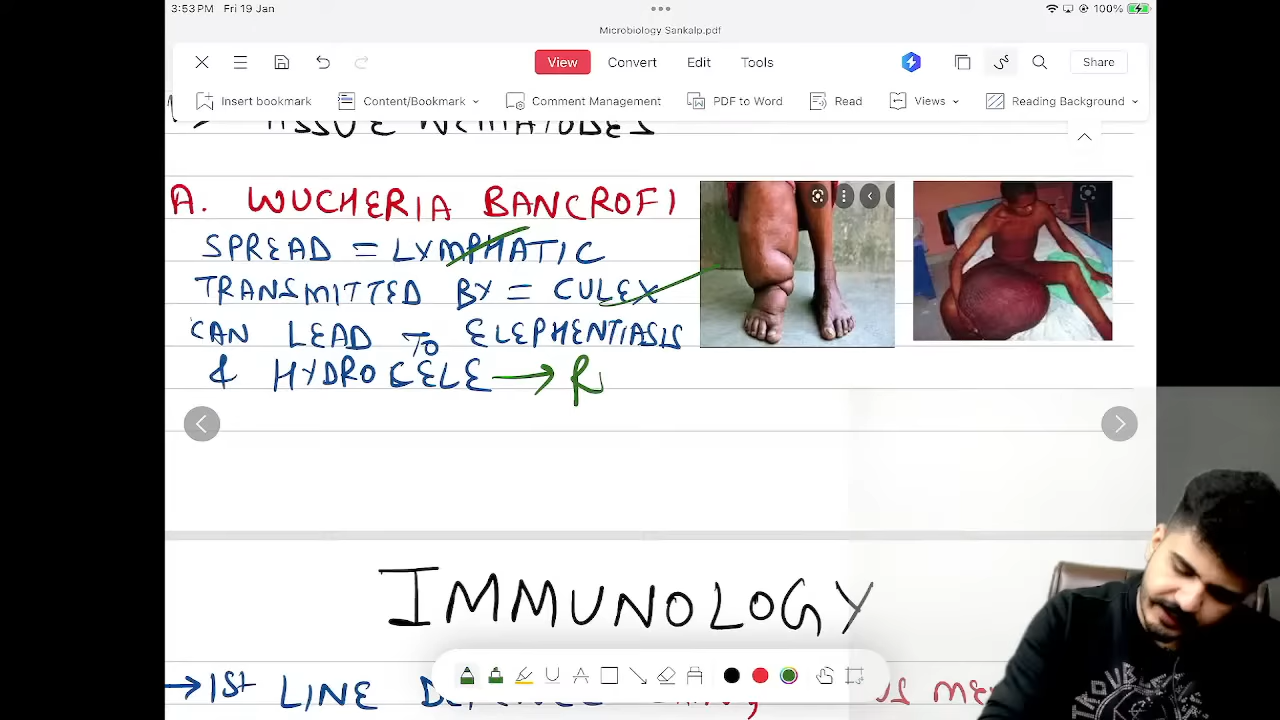 3:53 PM Fri 19 Jan
100%
Microbiology Sankalp.pdf
View Convert Edit Tools Share
Insert bookmark Content/Bookmark Comment Management PDF to Word Read Views Reading Background
TISSUE NEMATODES
A. WUCHERIA BANCROFI
SPREAD = LYMPHATIC
TRANSMITTED BY = CULEX
CAN LEAD TO ELEPHENTIASIS
& HYDROCELE → R
IMMUNOLOGY
→ 1st LINE